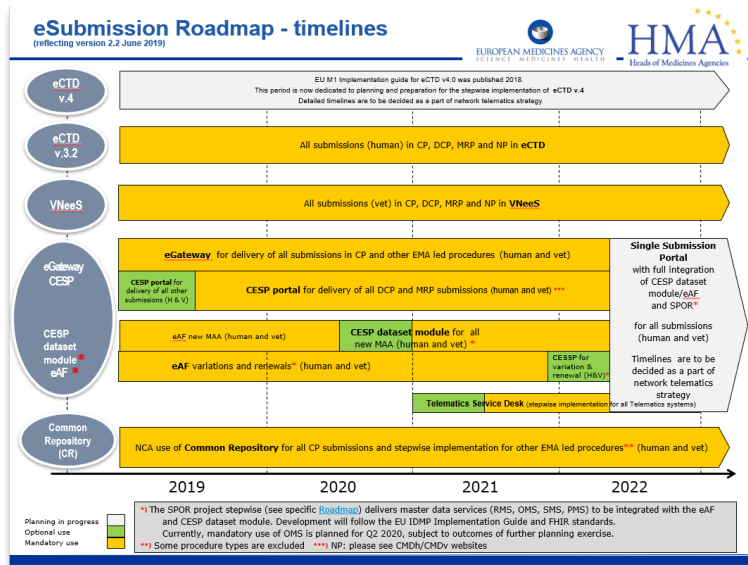 eSubmission Roadmap - timelines
(reflecting version 2.2 June 2019)
EUROPEAN MEDICINES AGENCY
SCIENCE MEDICINES HEALTH
HMA
Heads of Medicines Agencies
eCTD
v.4
EU M1 Implementation guide for eCTD v4.0 was published 2018.
This period is now dedicated to planning and preparation for the stepwise implementation of eCTD v.4
Detailed timelines are to be decided as a part of network telematics strategy
eCTD
v.3.2
All submissions (human) in CP, DCP, MRP and NP in eCTD
VNeeS
All submissions (vet) in CP, DCP, MRP and NP in VNeeS
eGateway
CESP
CESP
dataset
module*
eAF *
eGateway for delivery of all submissions in CP and other EMA led procedures (human and vet)
CESP portal for
delivery of all other
submissions (H & V)
CESP portal for delivery of all DCP and MRP submissions (human and vet) ***
eAF new MAA (human and vet)
CESP dataset module for all
new MAA (human and vet) *
eAF variations and renewals* (human and vet)
CESSP for
variation &
renewal (H&V)*
Telematics Service Desk (stepwise implementation for all Telematics systems)
Single Submission
Portal
with full integration
of CESP dataset
module/eAF
and SPOR*
for all submissions
(human and vet)
Timelines are to be
decided as a part of
network telematics
strategy
Common
Repository
(CR)
NCA use of Common Repository for all CP submissions and stepwise implementation for other EMA led procedures** (human and vet)
2019
2020
2021
2022
Planning in progress
Optional use
Mandatory use
*) The SPOR project stepwise (see specific Roadmap) delivers master data services (RMS, OMS, SMS, PMS) to be integrated with the eAF
and CESP dataset module. Development will follow the EU IDMP Implementation Guide and FHIR standards.
Currently, mandatory use of OMS is planned for Q2 2020, subject to outcomes of further planning exercise.
**) Some procedure types are excluded ***) NP: please see CMDh/CMDv websites